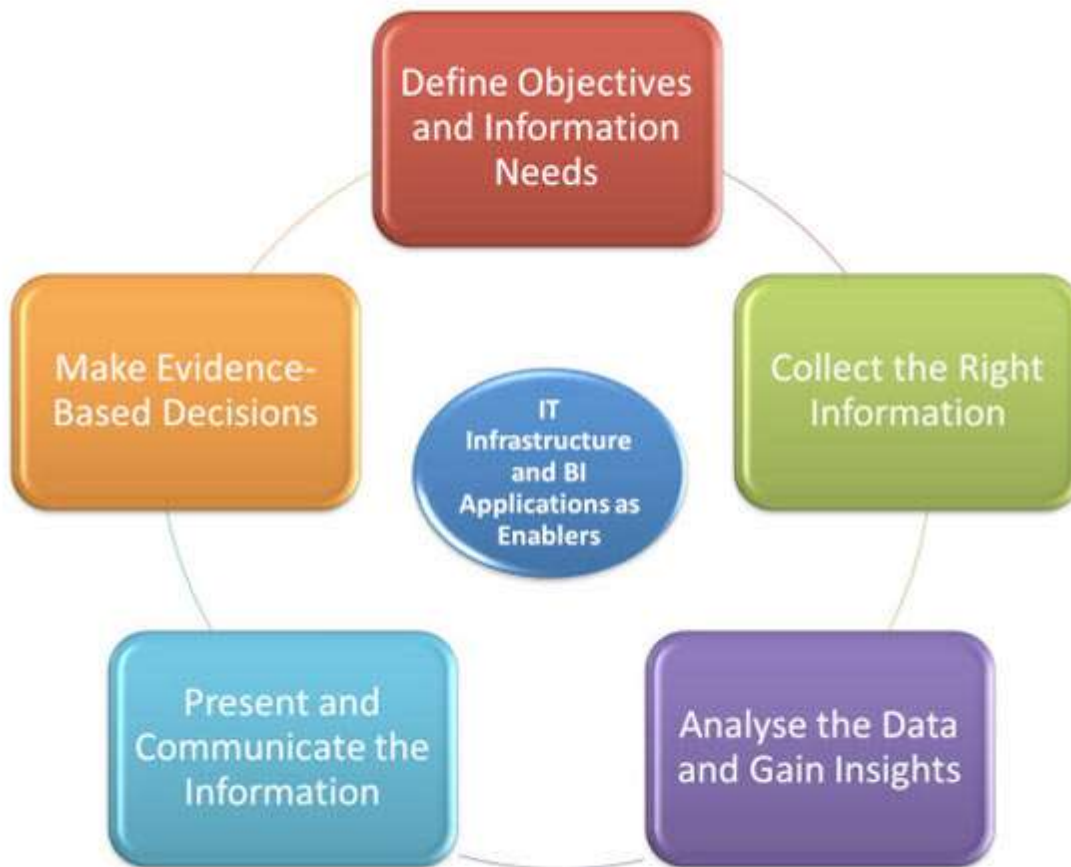 Define Objectives
and Information
Needs
Collect the Right
Information
Analyse the Data
and Gain Insights
Present and
Communicate the
Information
Make Evidence-
Based Decisions
IT
Infrastructure
and BI
Applications as
Enablers